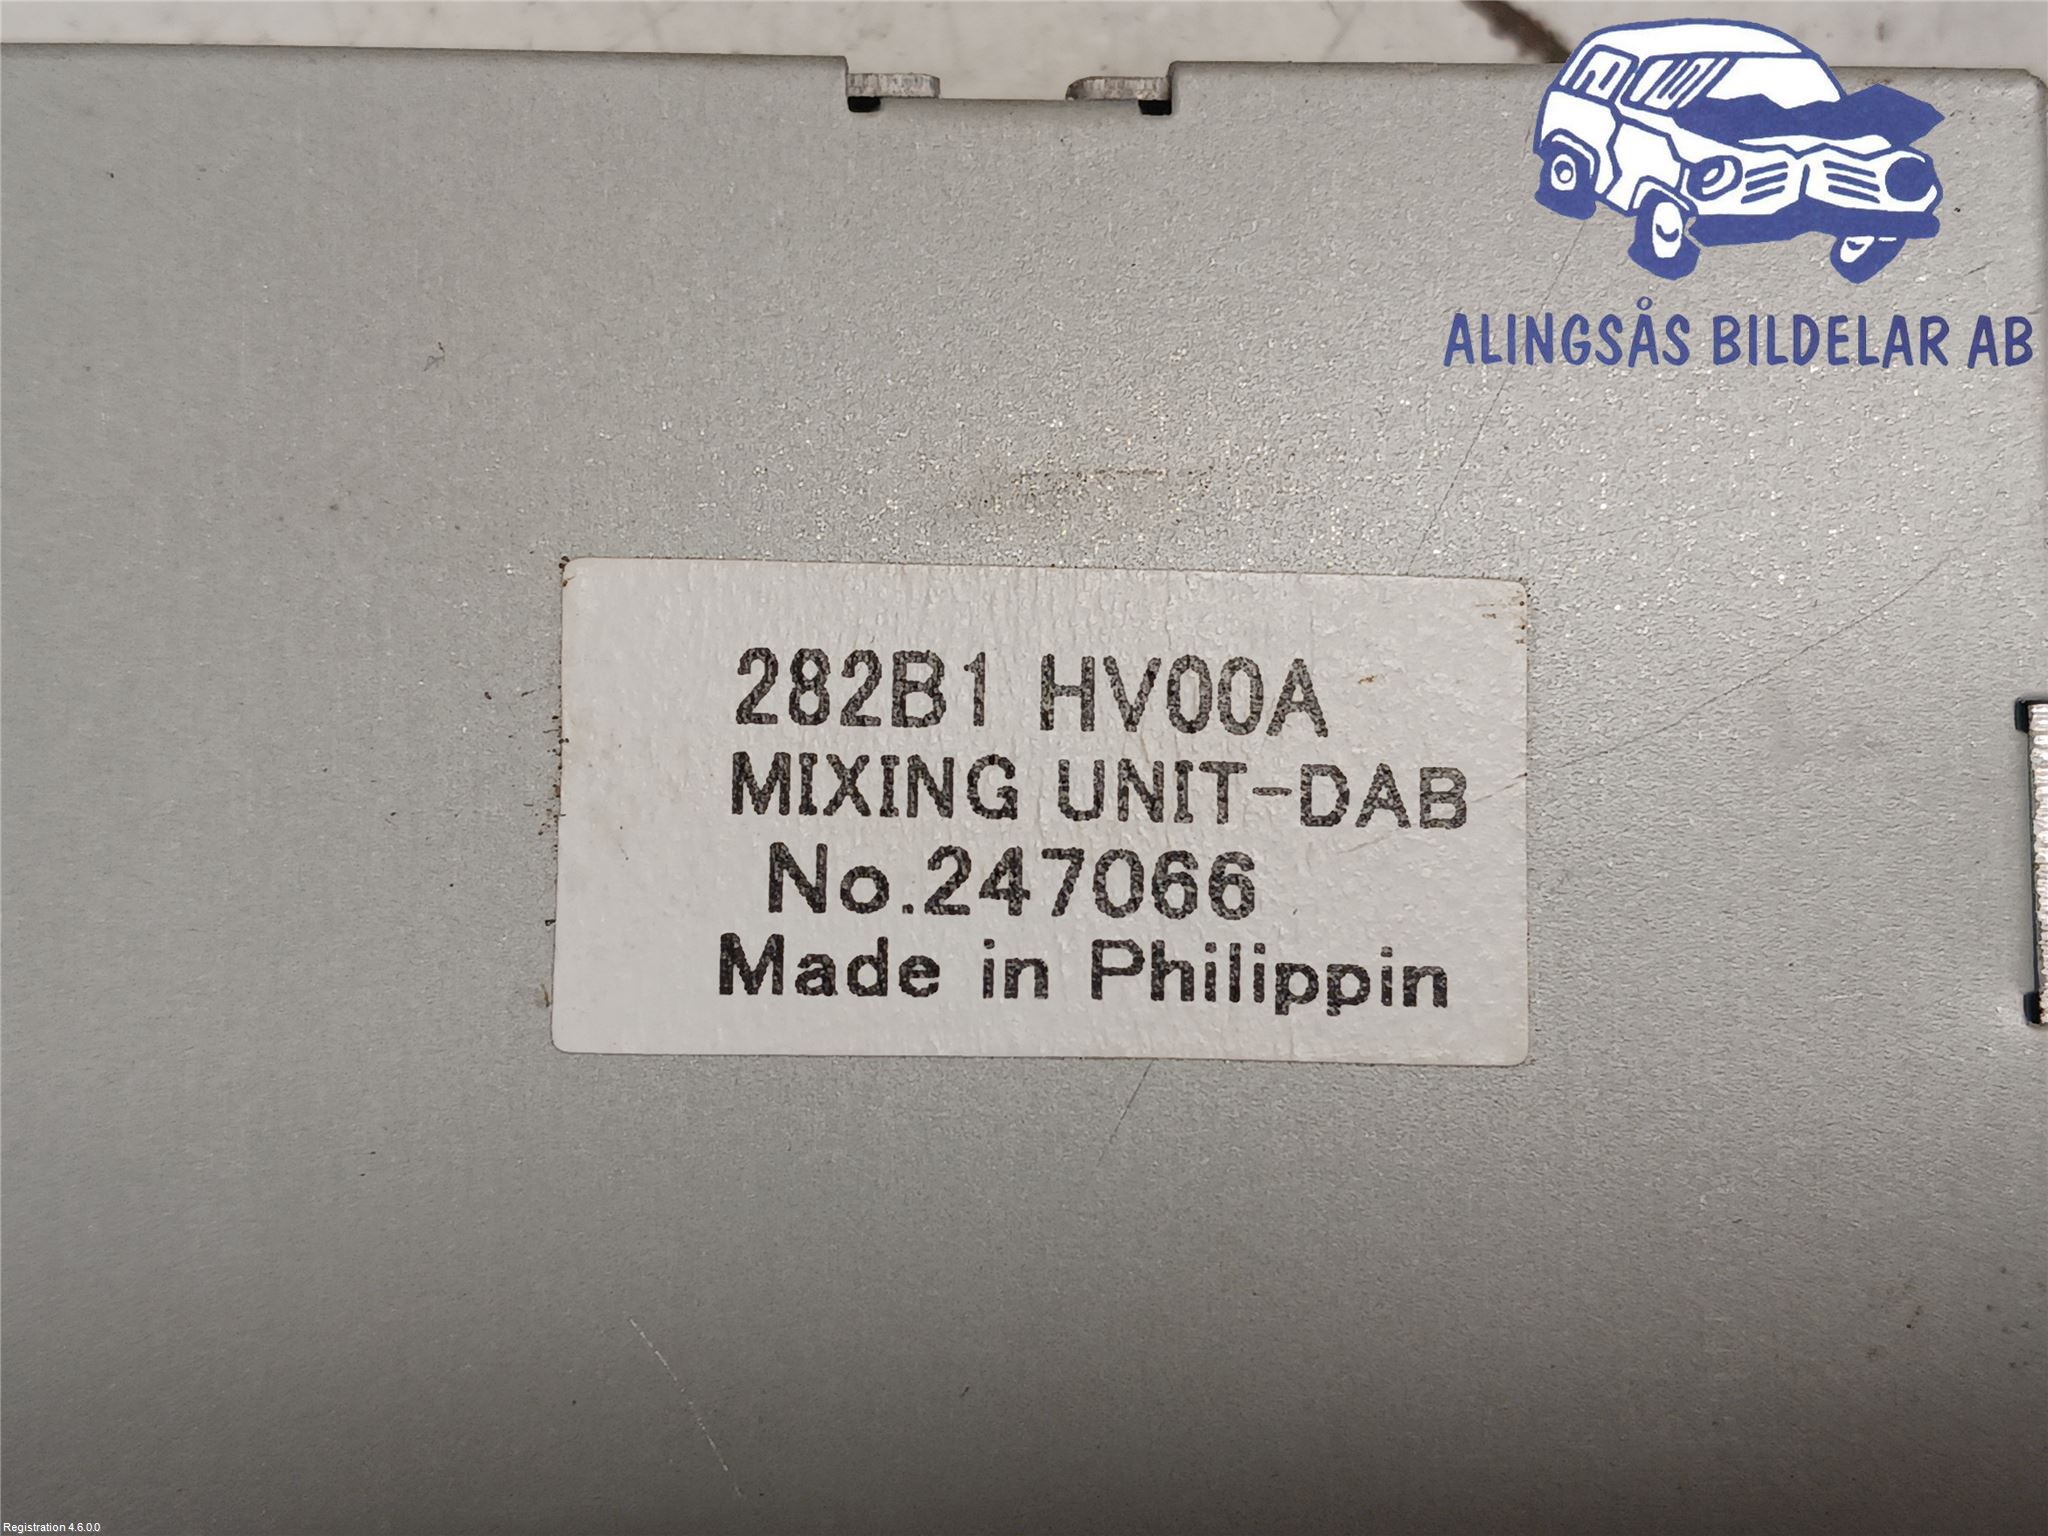 ALINGSÅS BILDELAR AB
282B1 HV00A
MIXING UNIT-DAB
No.247066
Made in Philippin
Registration 4.6.0.0